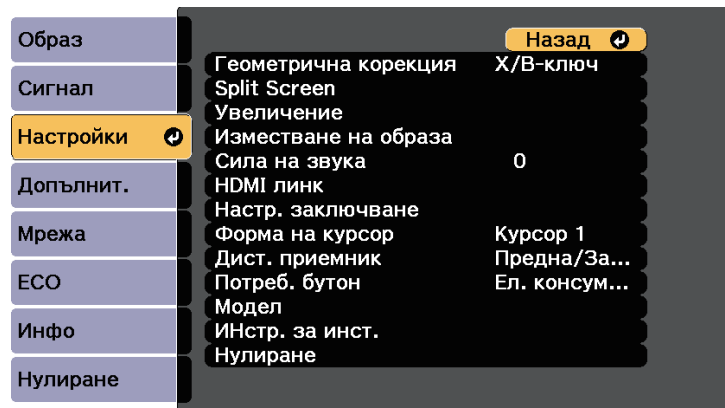 Образ
Сигнал
Настройки
Допълнит.
Мрежа
ECO
Инфо
Нулиране
Назад
Геометрична корекция Х/В-ключ
Split Screen
Увеличение
Изместване на образа
Сила на звука 0
HDMI линк
Настр. заключване
Форма на курсор Курсор 1
Дист. приемник Предна/За...
Потреб. бутон Ел. консум...
Модел
ИНстр. за инст.
Нулиране